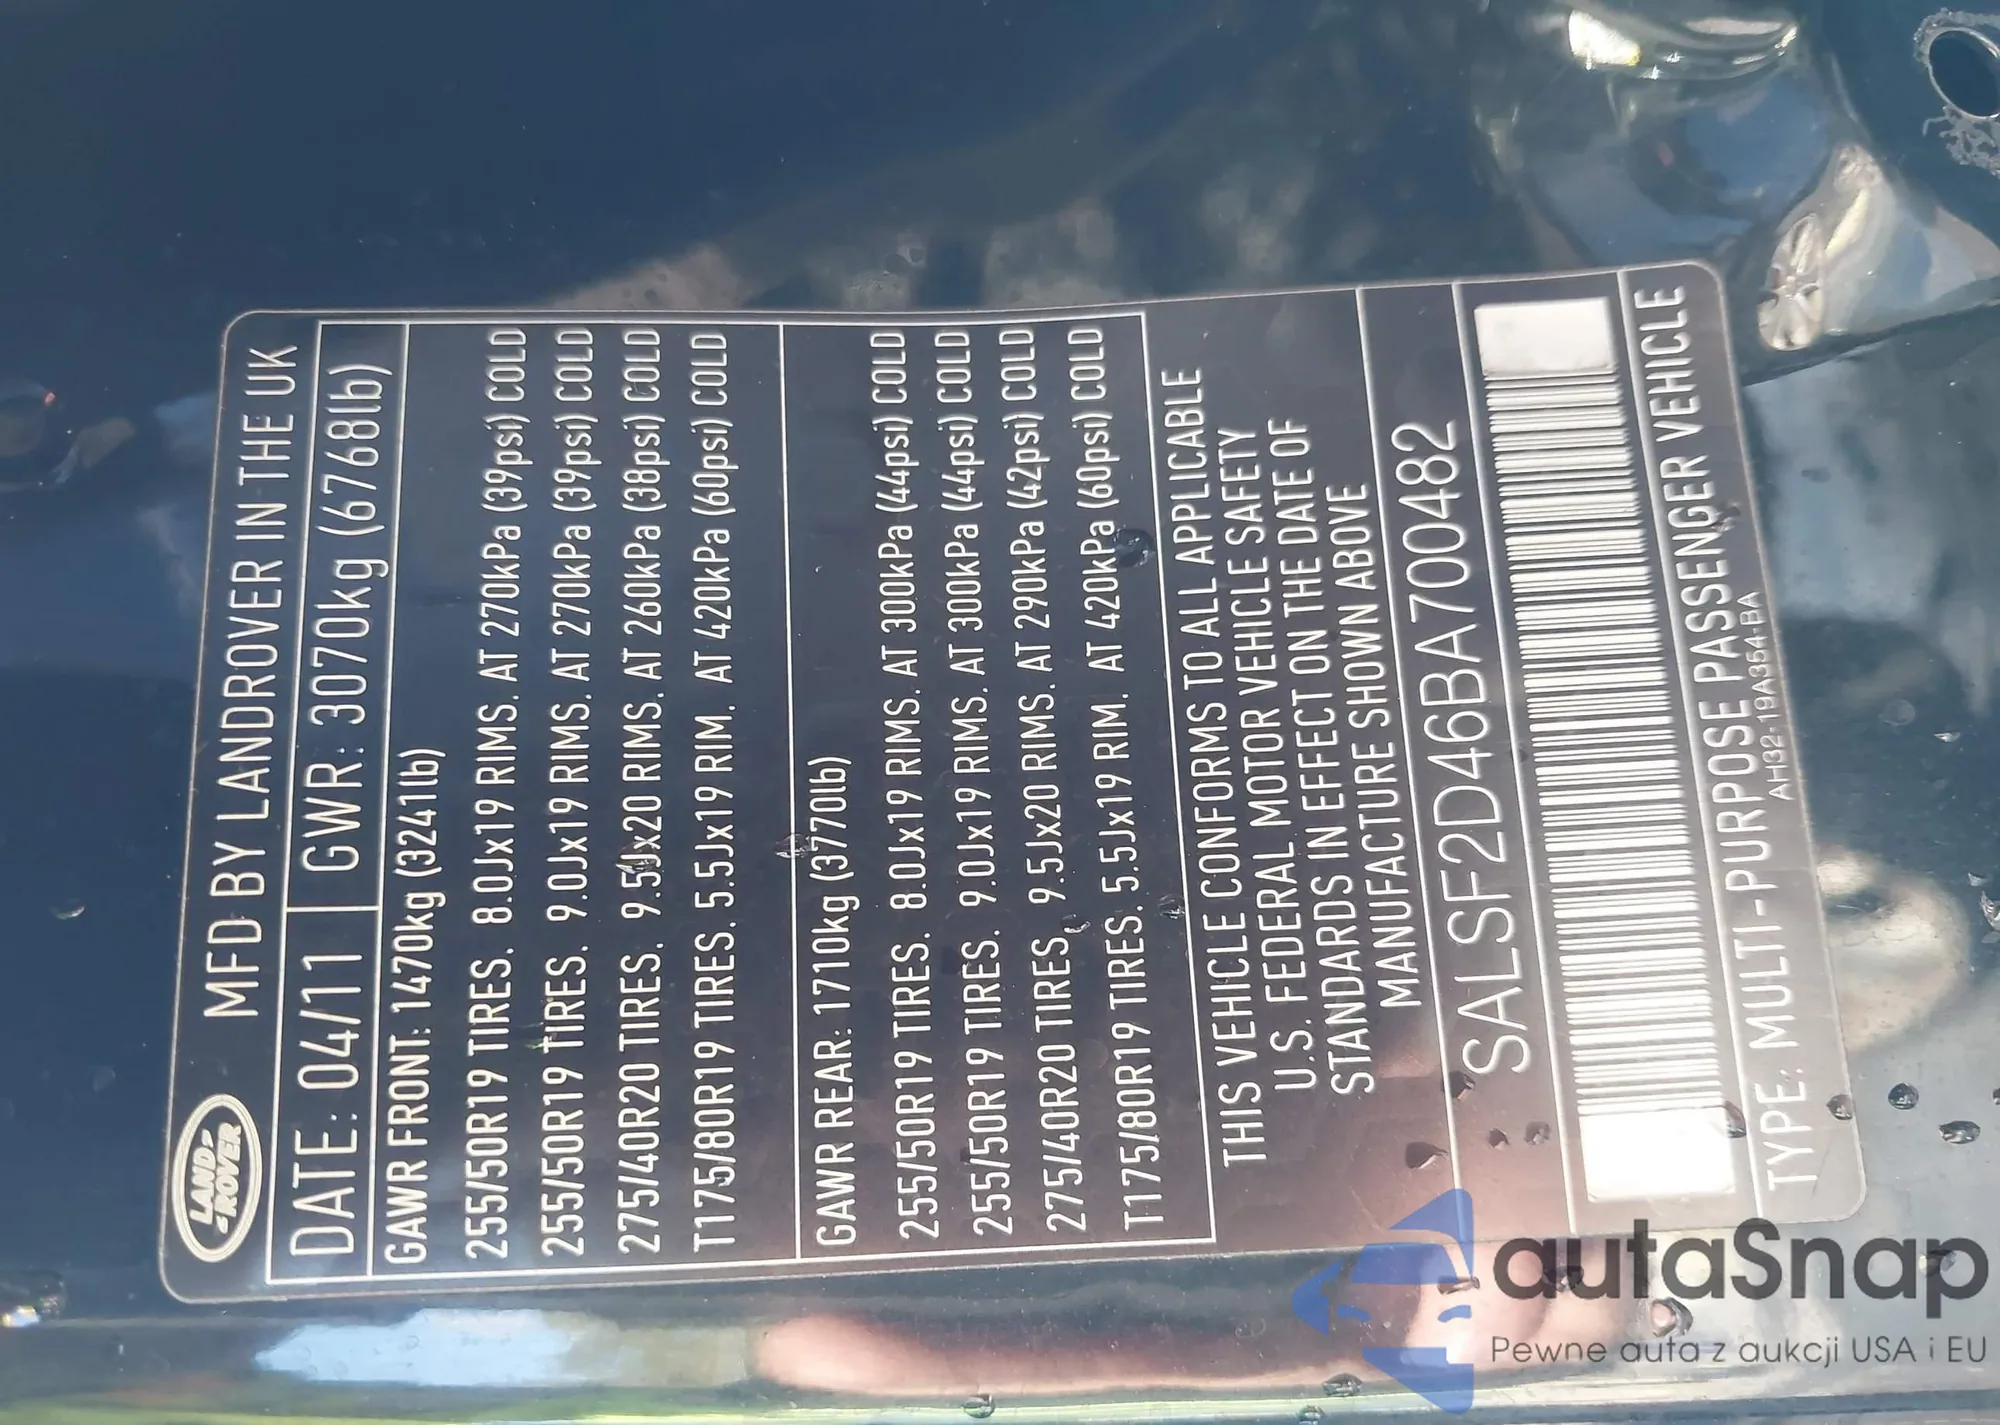 LAND ROVER
MFD BY LANDROVER IN THE UK
DATE: 04/11 GWR: 3070kg (6768lb)
GAWR FRONT: 1470kg (3241lb)
255/50R19 TIRES. 8.0Jx19 RIMS. AT 270kPa (39psi) COLD
255/50R19 TIRES. 9.0Jx19 RIMS. AT 270kPa (39psi) COLD
275/40R20 TIRES. 9.5Jx20 RIMS. AT 260kPa (38psi) COLD
T175/80R19 TIRES. 5.5Jx19 RIM. AT 420kPa (60psi) COLD
GAWR REAR: 1710kg (3770lb)
255/50R19 TIRES. 8.0Jx19 RIMS. AT 300kPa (44psi) COLD
255/50R19 TIRES. 9.0Jx19 RIMS. AT 300kPa (44psi) COLD
275/40R20 TIRES. 9.5Jx20 RIMS. AT 290kPa (42psi) COLD
T175/80R19 TIRES. 5.5Jx19 RIM. AT 420kPa (60psi) COLD
THIS VEHICLE CONFORMS TO ALL APPLICABLE
U.S. FEDERAL MOTOR VEHICLE SAFETY
STANDARDS IN EFFECT ON THE DATE OF
MANUFACTURE SHOWN ABOVE
SALSF2D46BA700482
TYPE: MULTI-PURPOSE PASSENGER VEHICLE
AH32-19A354-BA
autaSnap
Pewne auta z aukcji USA i EU